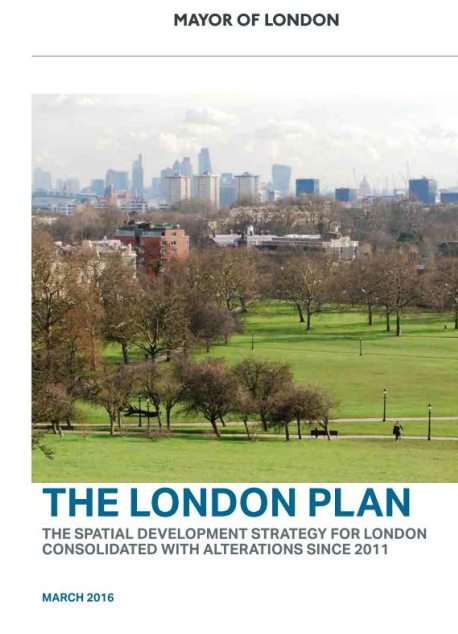 MAYOR OF LONDON
THE LONDON PLAN
THE SPATIAL DEVELOPMENT STRATEGY FOR LONDON
CONSOLIDATED WITH ALTERATIONS SINCE 2011
MARCH 2016